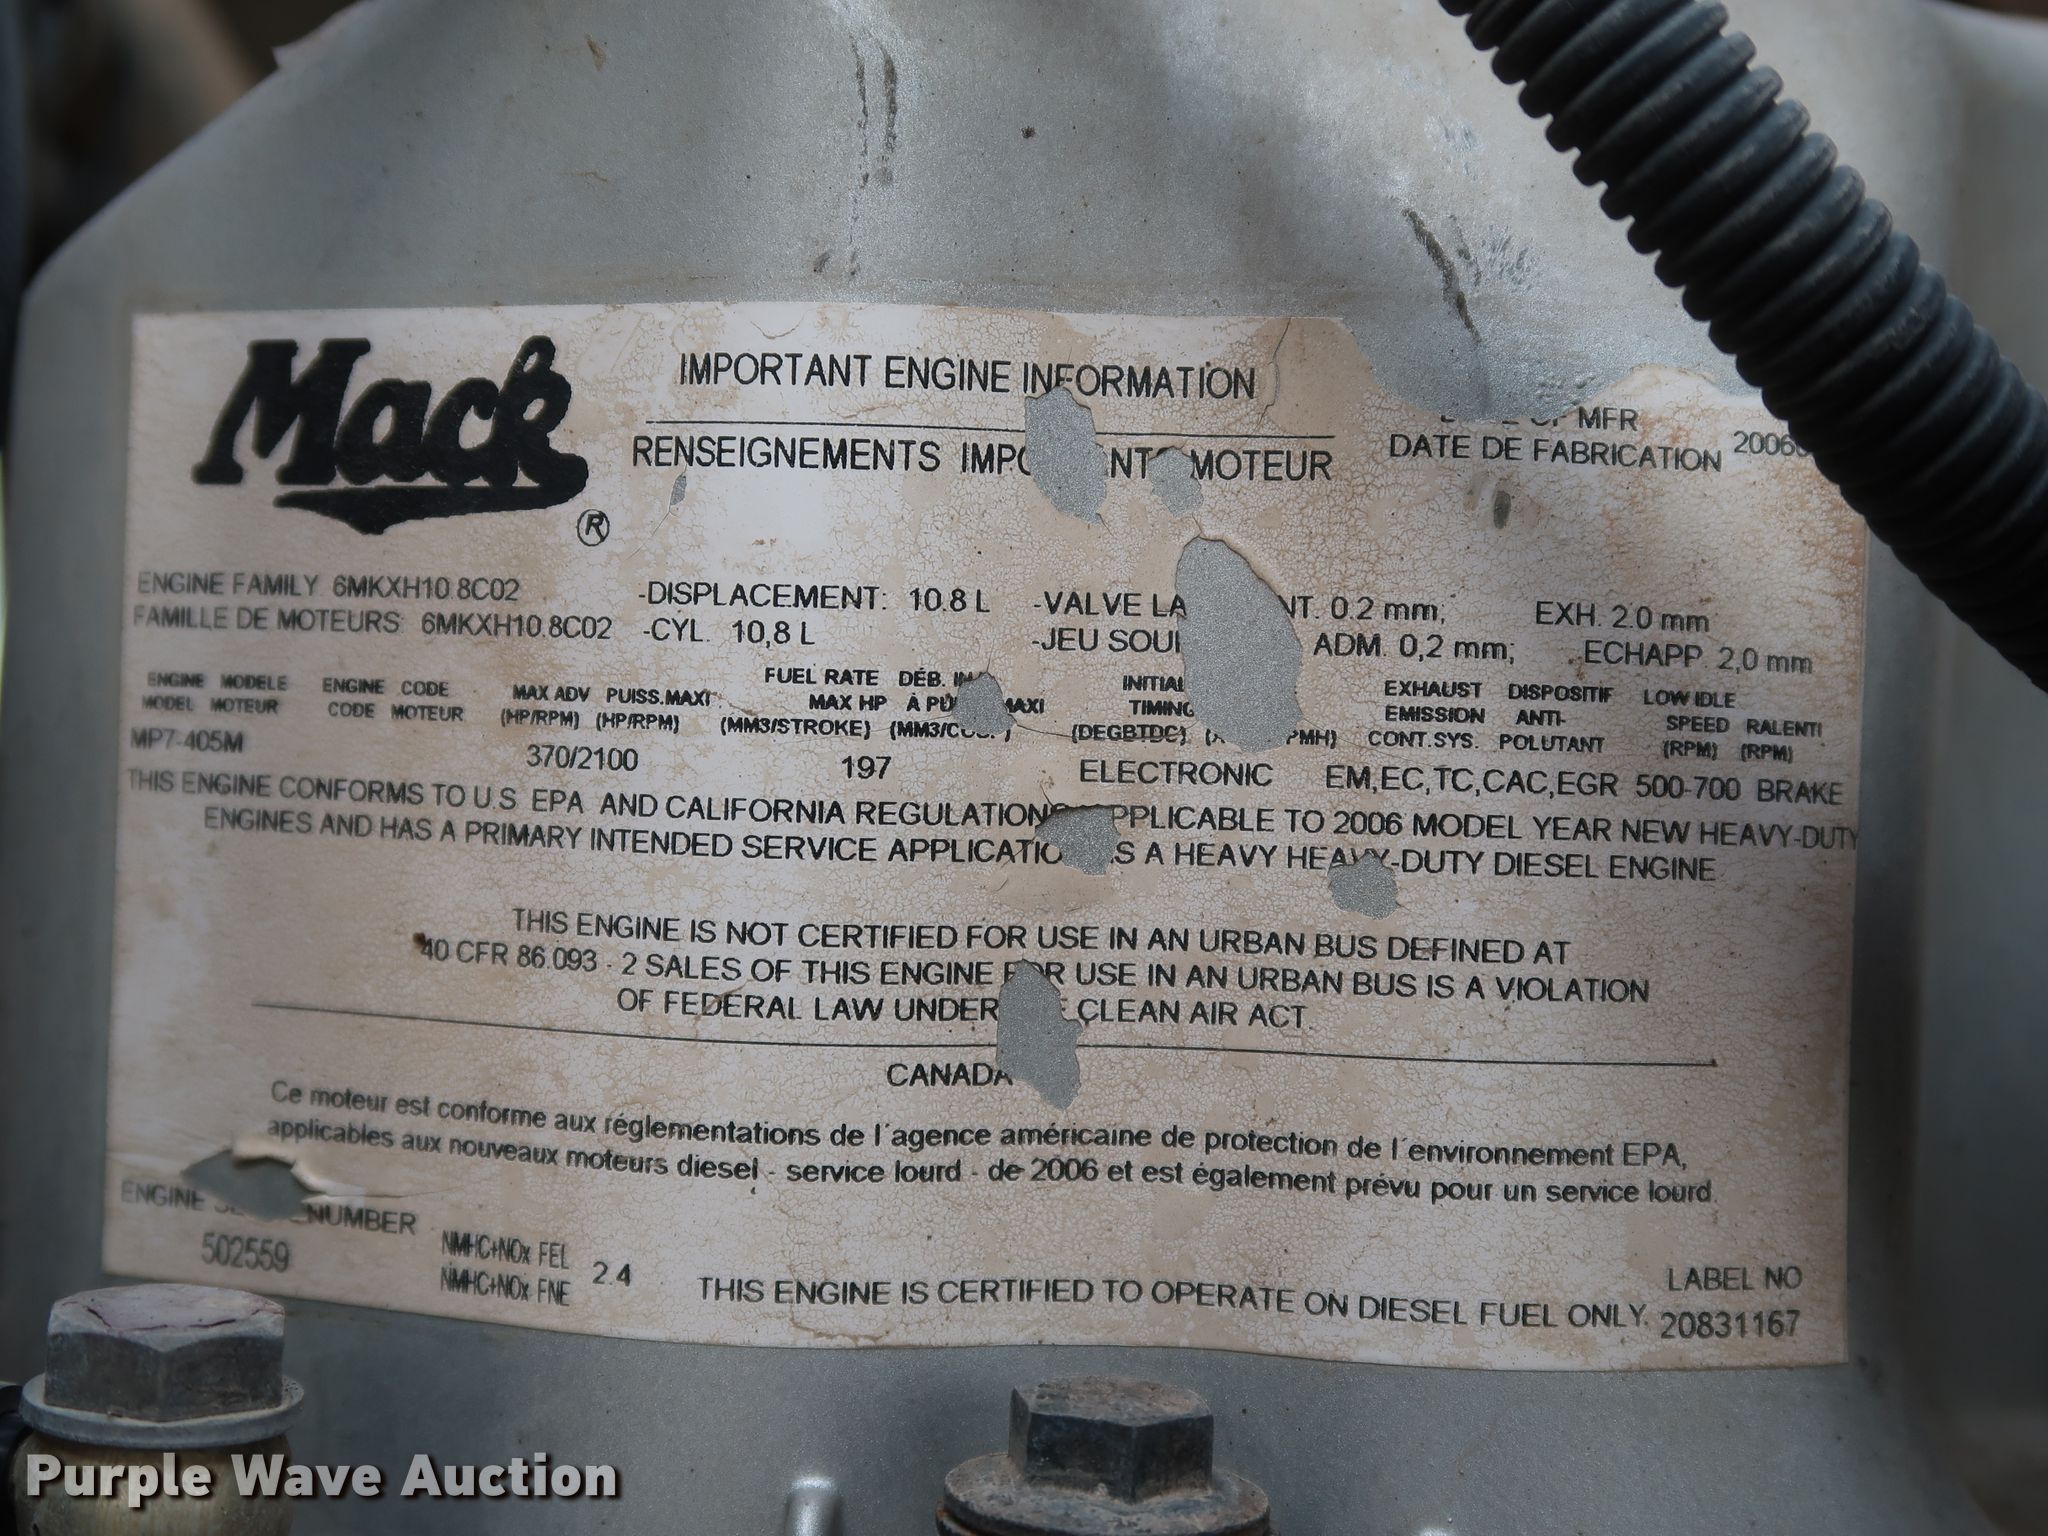 Mack ®
IMPORTANT ENGINE INFORMATION
RENSEIGNEMENTS MOTEUR
MFR
DATE DE FABRICATION
ENGINE FAMILY 6MKXH10.8C02
FAMILLE DE MOTEURS: 6MKXH10.8C02
-DISPLACEMENT: 10.8 L
-CYL. 10,8 L
-VALVE 0.2 mm; EXH. 2.0 mm
-JEU ADM. 0,2 mm; ECHAPP. 2,0 mm
ENGINE MODELE
MODEL MOTEUR
ENGINE CODE
CODE MOTEUR
MAX ADV PUISS.MAXI
(HP/RPM) (HP/RPM)
FUEL RATE DÉB.
MAX HP À
(MM3/STROKE)
INITIAL
TIMING
(DEGBTDC)
EXHAUST DISPOSITIF
EMISSION ANTI-
CONT.SYS. POLUTANT
LOW IDLE
SPEED RALENTI
(RPM) (RPM)
MP7-405M 370/2100 197 ELECTRONIC EM,EC,TC,CAC,EGR 500-700 BRAKE
THIS ENGINE CONFORMS TO U.S. EPA AND CALIFORNIA REGULATIONS APPLICABLE TO 2006 MODEL YEAR NEW HEAVY-DUTY
ENGINES AND HAS A PRIMARY INTENDED SERVICE APPLICATION AS A HEAVY HEAVY-DUTY DIESEL ENGINE
THIS ENGINE IS NOT CERTIFIED FOR USE IN AN URBAN BUS DEFINED AT
40 CFR 86.093 - 2 SALES OF THIS ENGINE FOR USE IN AN URBAN BUS IS A VIOLATION
OF FEDERAL LAW UNDER CLEAN AIR ACT.
CANADA
Ce moteur est conforme aux réglementations de l´agence américaine de protection de l´environnement EPA,
applicables aux nouveaux moteurs diesel - service lourd - de 2006 et est également prévu pour un service lourd.
ENGINE NUMBER
502559
NMHC+NOx FEL
NMHC+NOx FNE
2.4
THIS ENGINE IS CERTIFIED TO OPERATE ON DIESEL FUEL ONLY.
LABEL NO
20831167
Purple Wave Auction